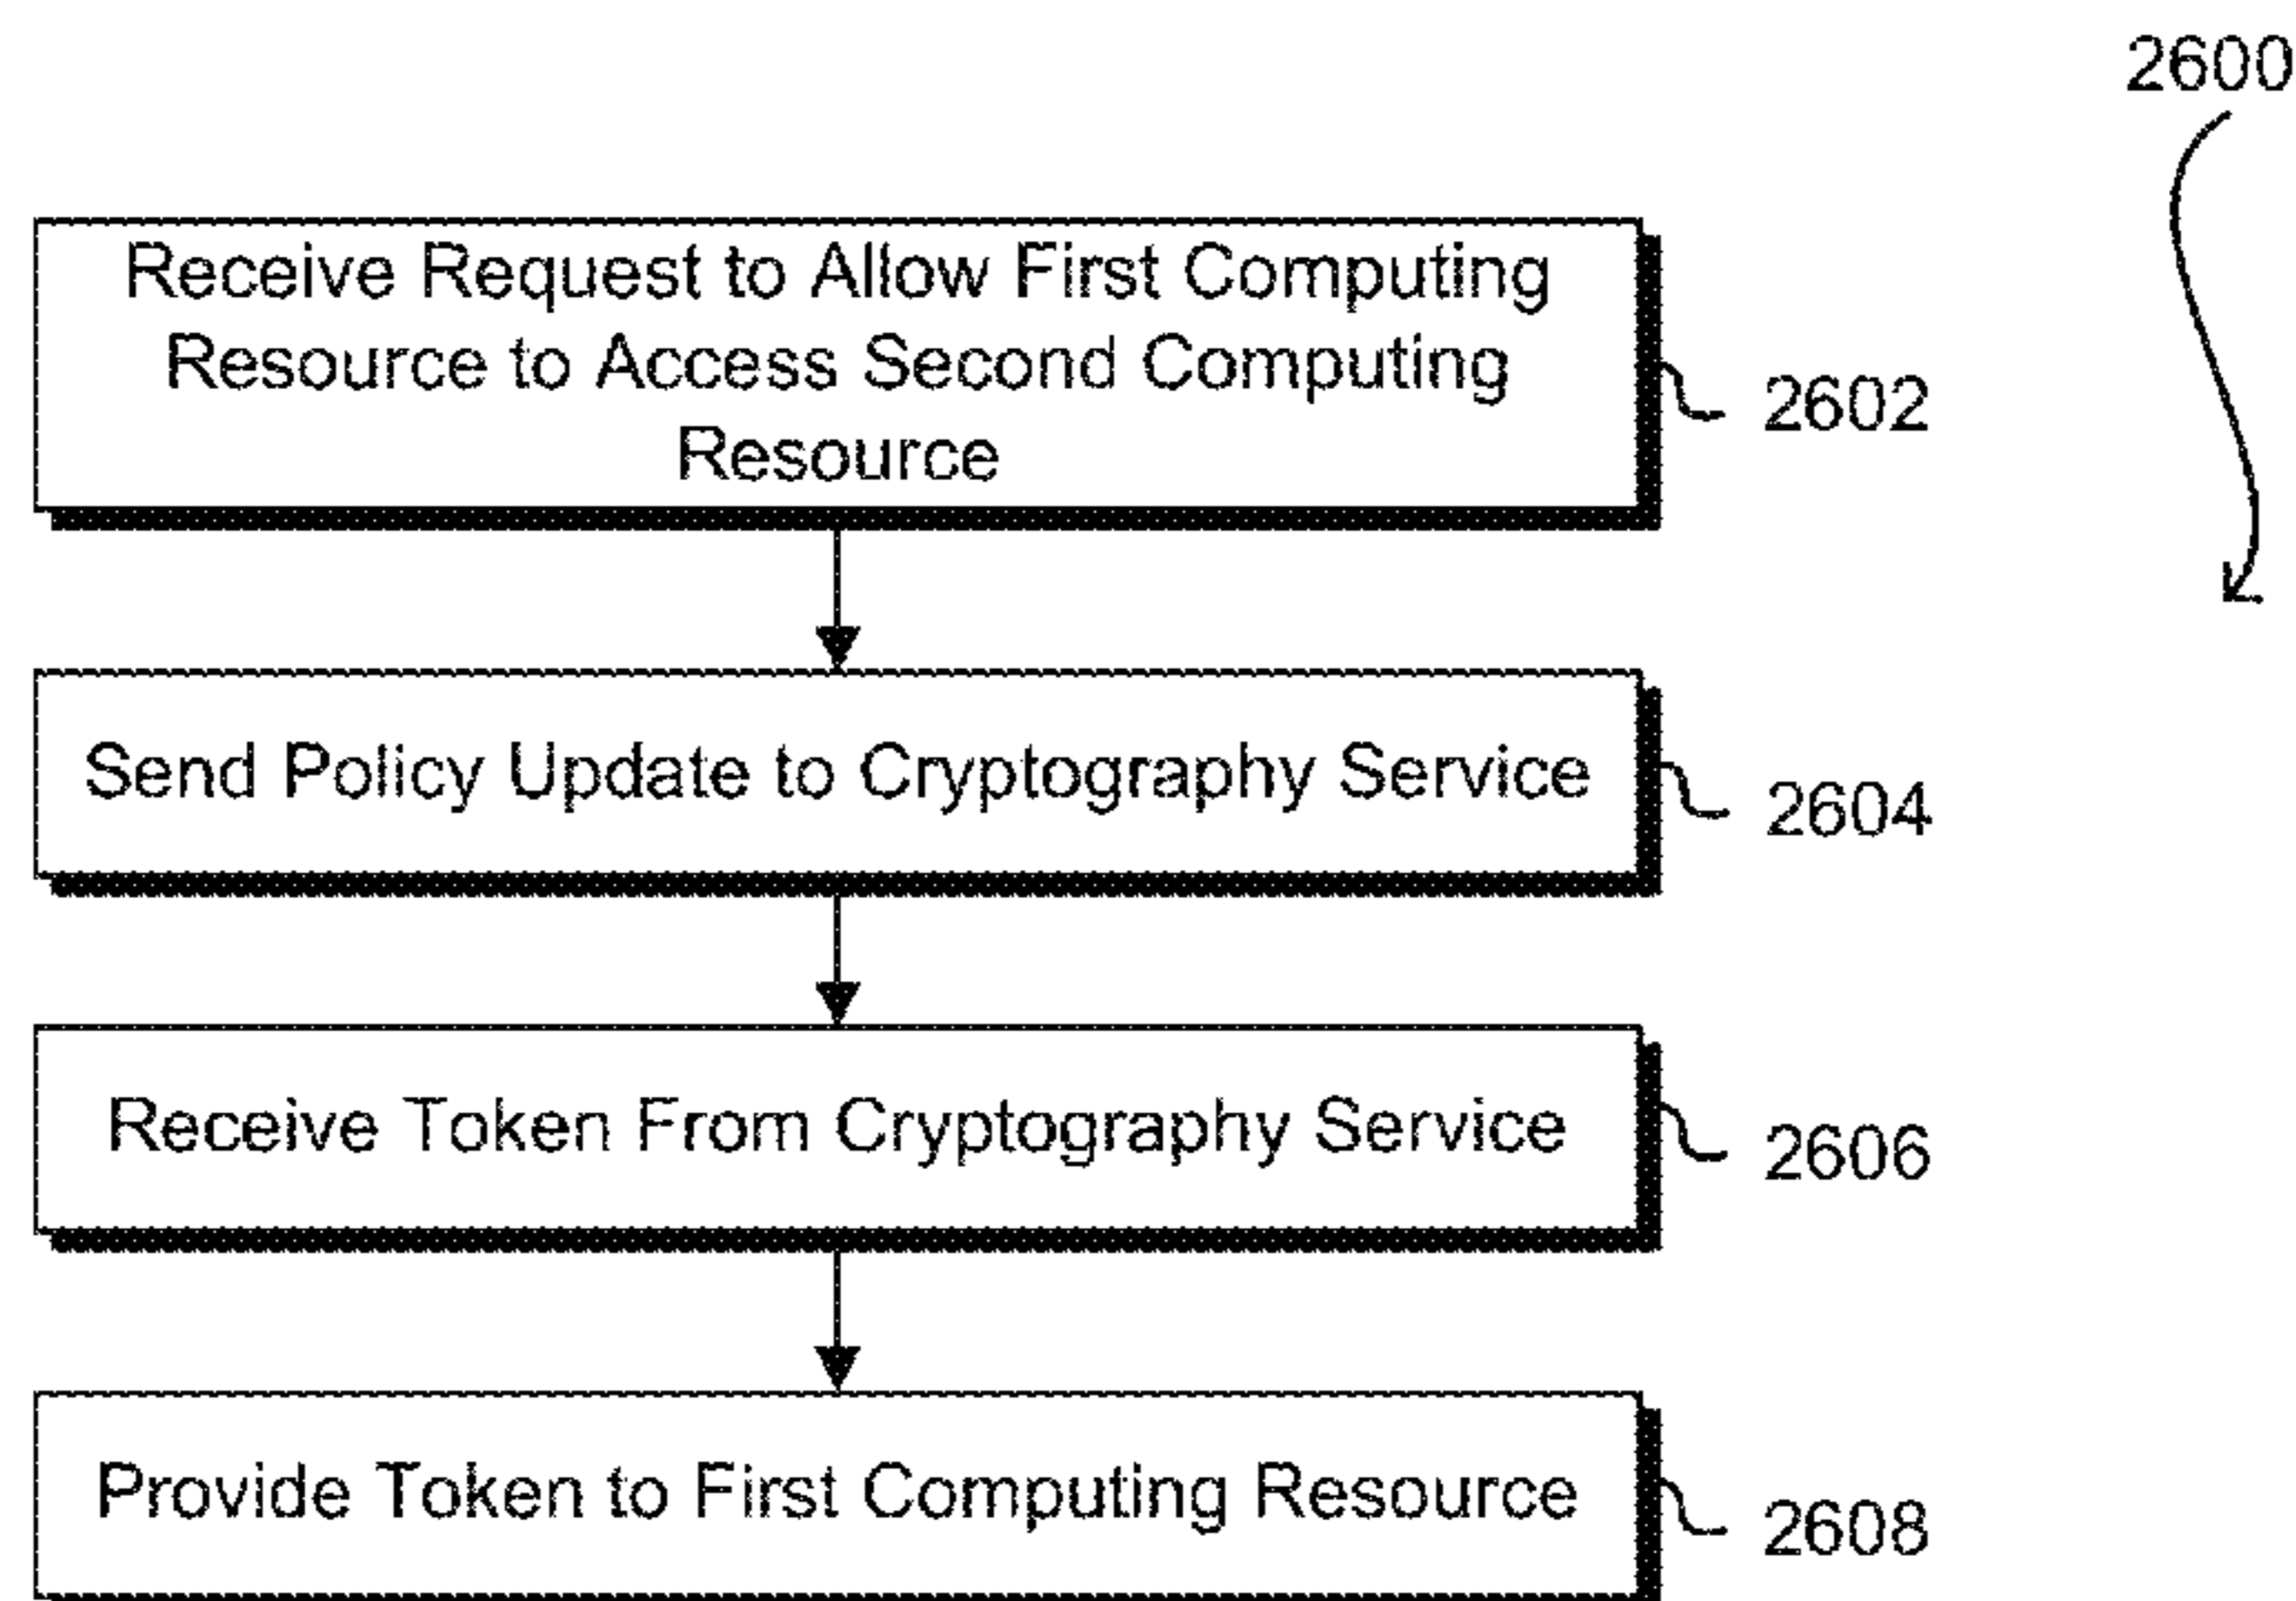 2600
Receive Request to Allow First Computing
Resource to Access Second Computing
Resource
2602
Send Policy Update to Cryptography Service
2604
Receive Token From Cryptography Service
2606
Provide Token to First Computing Resource
2608